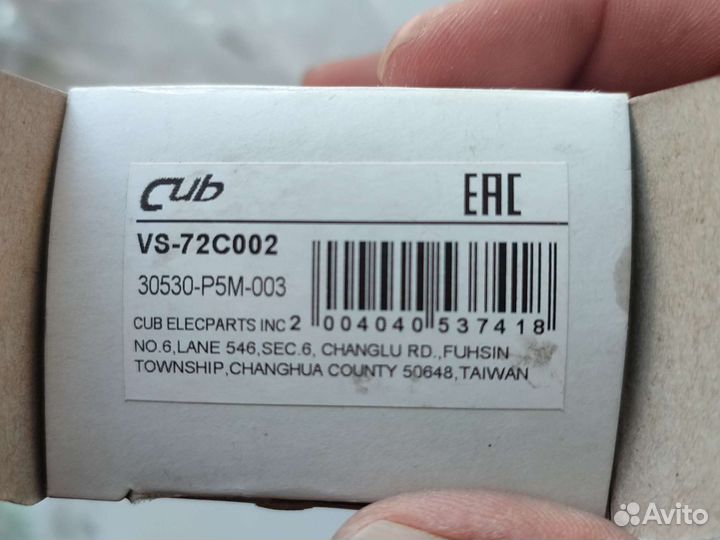 Cub
EAC
VS-72C002
30530-P5M-003
2 004040 537418
CUB ELECPARTS INC
NO.6,LANE 546,SEC.6, CHANGLU RD.,FUHSIN
TOWNSHIP,CHANGHUA COUNTY 50648,TAIWAN
Avito